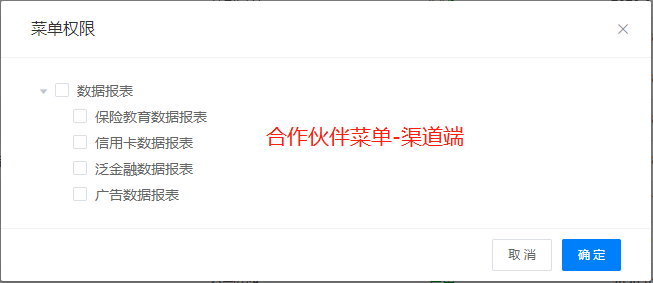 菜单权限
数据报表
保险教育数据报表
信用卡数据报表
泛金融数据报表
广告数据报表
合作伙伴菜单-渠道端
取消
确定